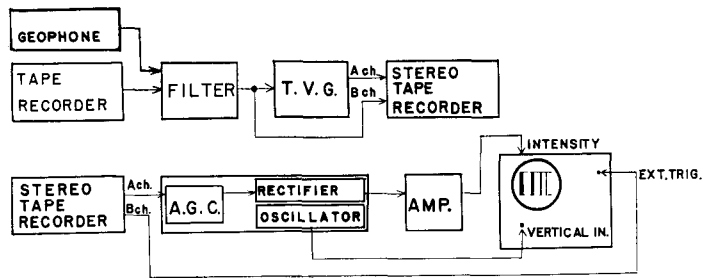 GEOPHONE
TAPE
RECORDER
FILTER
T. V. G.
A ch.
B ch
STEREO
TAPE
RECORDER
STEREO
TAPE
RECORDER
A ch.
B ch.
A.G.C.
RECTIFIER
OSCILLATOR
AMP.
INTENSITY
EXT.TRIG.
VERTICAL IN.